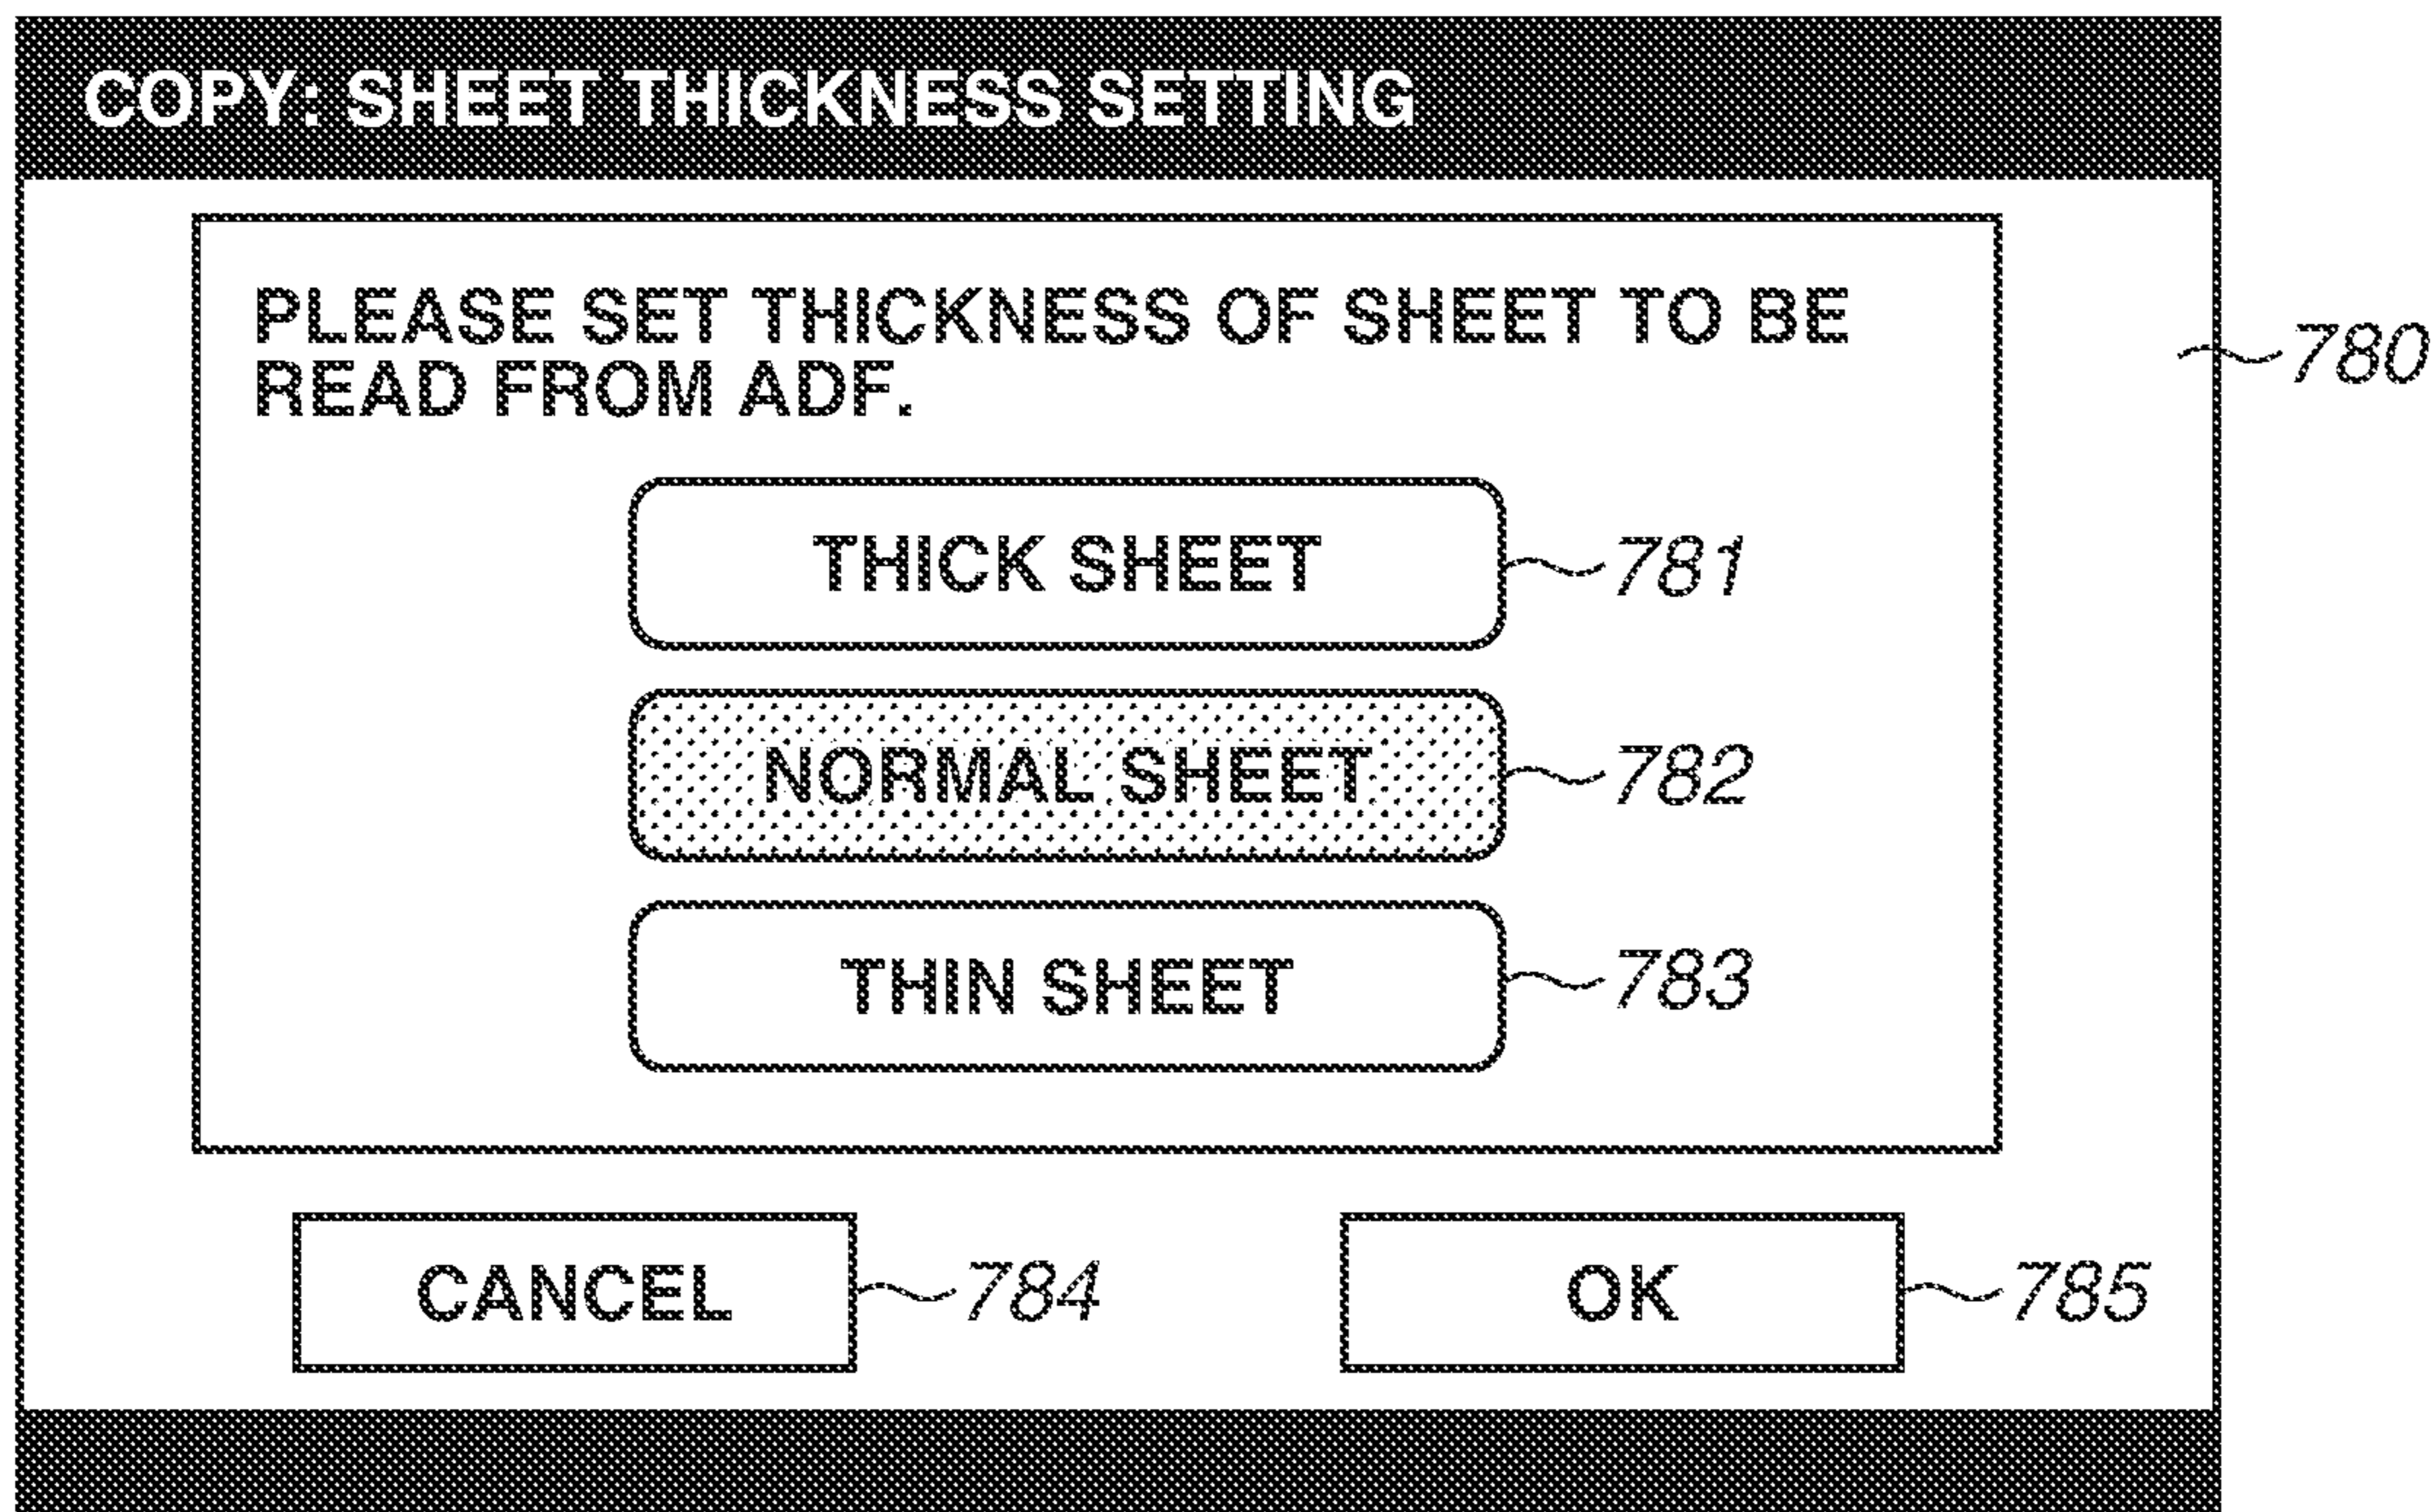 COPY: SHEET THICKNESS SETTING
PLEASE SET THICKNESS OF SHEET TO BE
READ FROM ADF.
780
THICK SHEET
781
NORMAL SHEET
782
THIN SHEET
783
CANCEL
784
OK
785